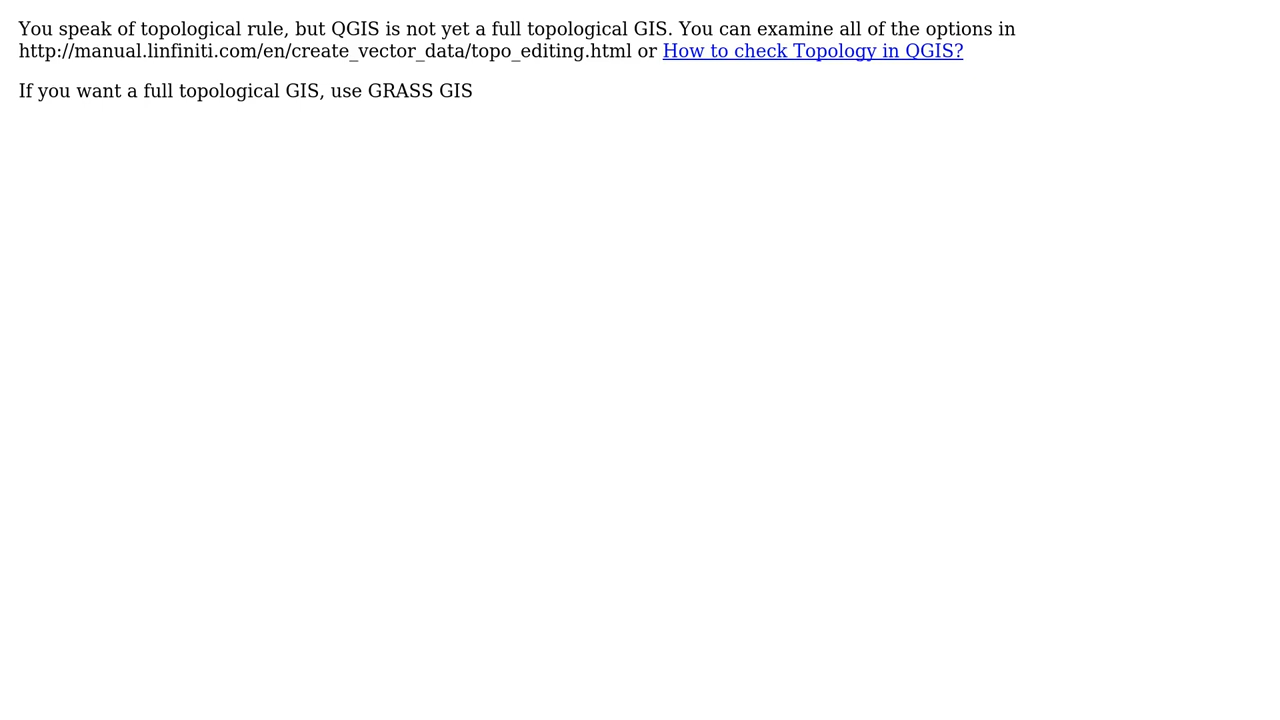 You speak of topological rule, but QGIS is not yet a full topological GIS. You can examine all of the options in
http://manual.linfiniti.com/en/create_vector_data/topo_editing.html or How to check Topology in QGIS?
If you want a full topological GIS, use GRASS GIS